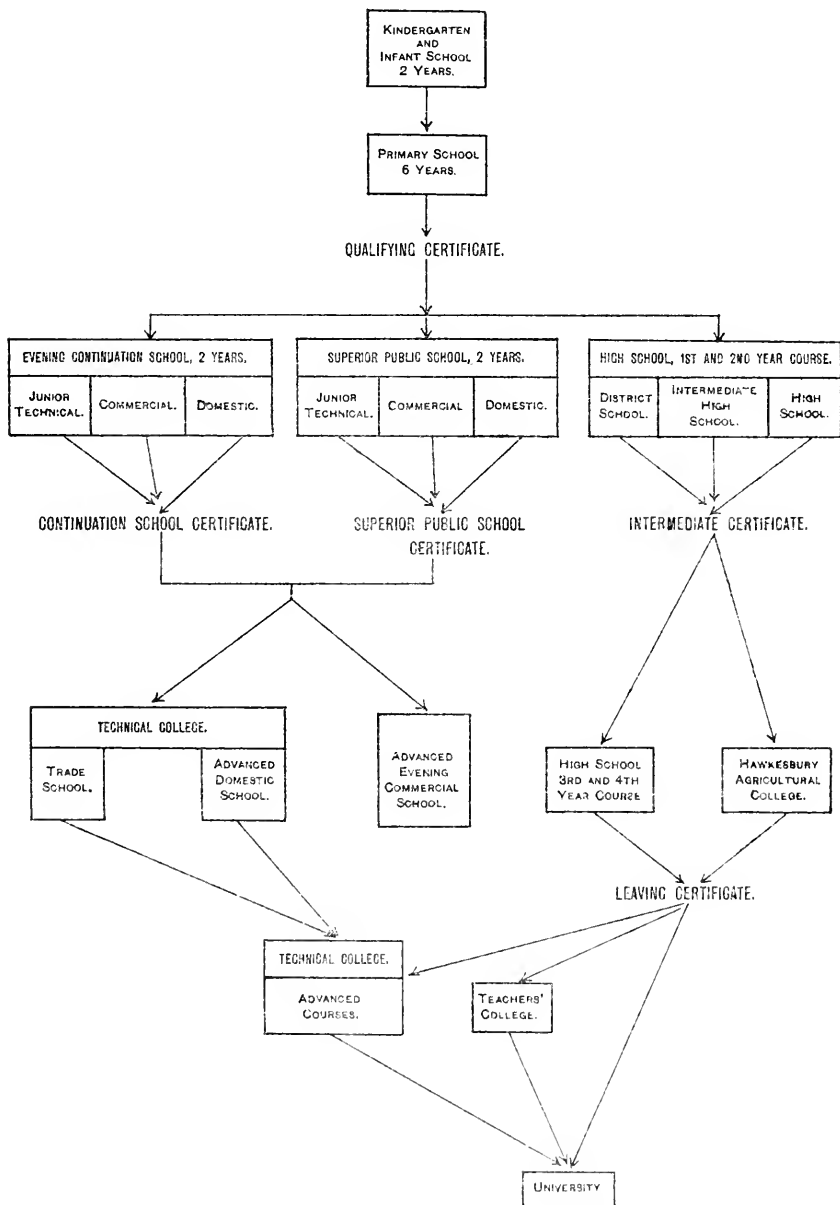 KINDERGARTEN
AND
INFANT SCHOOL
2 YEARS.
PRIMARY SCHOOL
6 YEARS.
QUALIFYING CERTIFICATE.
EVENING CONTINUATION SCHOOL, 2 YEARS.
JUNIOR
TECHNICAL.
COMMERCIAL.
DOMESTIC.
SUPERIOR PUBLIC SCHOOL, 2 YEARS.
JUNIOR
TECHNICAL.
COMMERCIAL
DOMESTIC.
HIGH SCHOOL, 1ST AND 2ND YEAR COURSE.
DISTRICT
SCHOOL.
INTERMEDIATE
HIGH
SCHOOL.
HIGH
SCHOOL.
CONTINUATION SCHOOL CERTIFICATE.
SUPERIOR PUBLIC SCHOOL
CERTIFICATE.
INTERMEDIATE CERTIFICATE.
TECHNICAL COLLEGE.
TRADE
SCHOOL.
ADVANCED
DOMESTIC
SCHOOL.
ADVANCED
EVENING
COMMERCIAL
SCHOOL.
HIGH SCHOOL
3RD AND 4TH
YEAR COURSE
HAWKESBURY
AGRICULTURAL
COLLEGE.
LEAVING CERTIFICATE.
TECHNICAL COLLEGE.
ADVANCED
COURSES.
TEACHERS'
COLLEGE.
UNIVERSITY